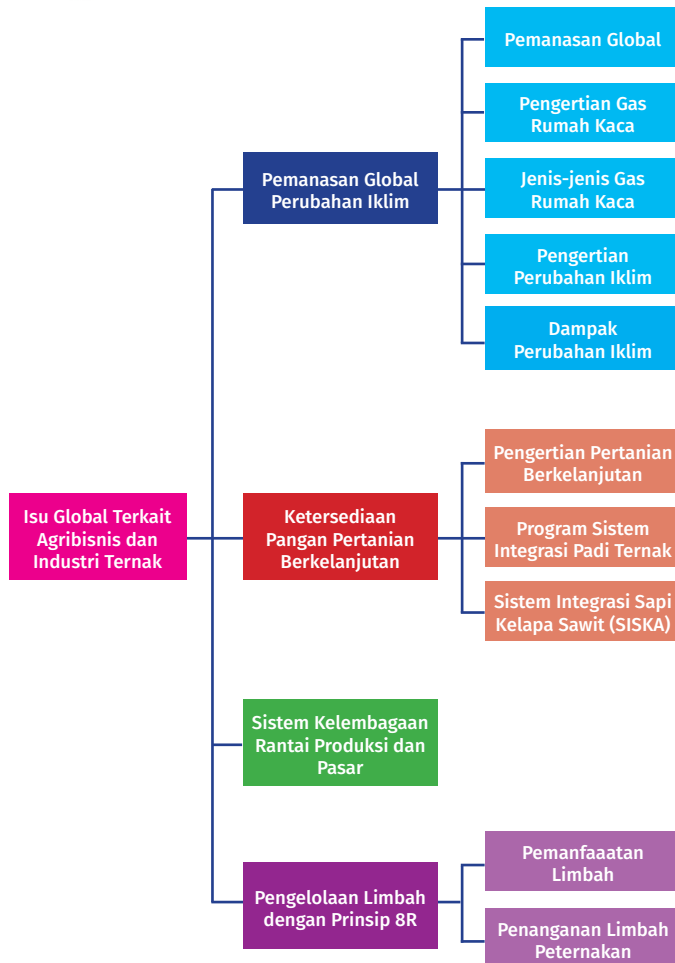 Isu Global Terkait
Agribisnis dan
Industri Ternak
Pemanasan Global
Perubahan Iklim
Pemanasan Global
Pengertian Gas
Rumah Kaca
Jenis-jenis Gas
Rumah Kaca
Pengertian
Perubahan Iklim
Dampak
Perubahan Iklim
Ketersediaan
Pangan Pertanian
Berkelanjutan
Pengertian Pertanian
Berkelanjutan
Program Sistem
Integrasi Padi Ternak
Sistem Integrasi Sapi
Kelapa Sawit (SISKA)
Sistem Kelembagaan
Rantai Produksi dan
Pasar
Pengelolaan Limbah
dengan Prinsip 8R
Pemanfaaatan
Limbah
Penanganan Limbah
Peternakan